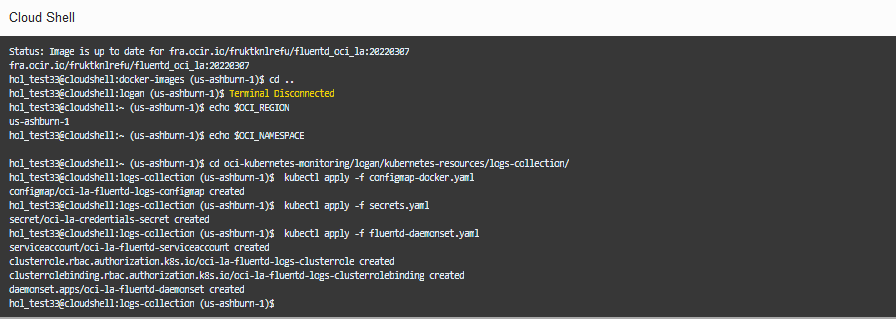 Cloud Shell
Status: Image is up to date for fra.ocir.io/fruktknlrefu/fluentd_oci_la:20220307
fra.ocir.io/fruktknlrefu/fluentd_oci_la:20220307
hol_test33@cloudshell:docker-images (us-ashburn-1)$ cd ..
hol_test33@cloudshell:logan (us-ashburn-1)$ Terminal Disconnected
hol_test33@cloudshell:~ (us-ashburn-1)$ echo $OCI_REGION
us-ashburn-1
hol_test33@cloudshell:~ (us-ashburn-1)$ echo $OCI_NAMESPACE
hol_test33@cloudshell:~ (us-ashburn-1)$ cd oci-kubernetes-monitoring/logan/kubernetes-resources/logs-collection/
hol_test33@cloudshell:logs-collection (us-ashburn-1)$  kubectl apply -f configmap-docker.yaml
configmap/oci-la-fluentd-logs-configmap created
hol_test33@cloudshell:logs-collection (us-ashburn-1)$  kubectl apply -f secrets.yaml
secret/oci-la-credentials-secret created
hol_test33@cloudshell:logs-collection (us-ashburn-1)$  kubectl apply -f fluentd-daemonset.yaml
serviceaccount/oci-la-fluentd-serviceaccount created
clusterrole.rbac.authorization.k8s.io/oci-la-fluentd-logs-clusterrole created
clusterrolebinding.rbac.authorization.k8s.io/oci-la-fluentd-logs-clusterrolebinding created
daemonset.apps/oci-la-fluentd-daemonset created
hol_test33@cloudshell:logs-collection (us-ashburn-1)$